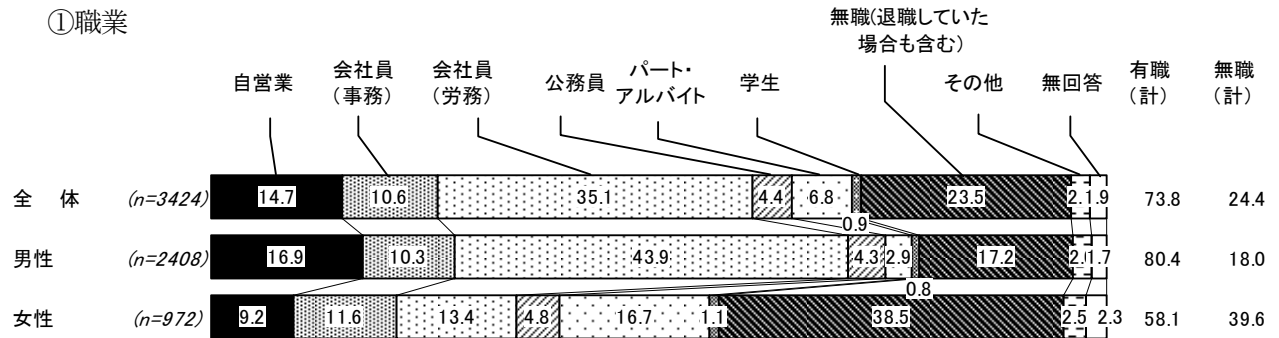 ①職業
無職(退職していた
場合も含む)
自営業
会社員
(事務)
会社員
(労務)
公務員
パート・
アルバイト
学生
その他
無回答
有職
(計)
無職
(計)
全 体 (n=3424) 14.7 10.6 35.1 4.4 6.8 0.9 23.5 2.1 1.9 73.8 24.4
男性 (n=2408) 16.9 10.3 43.9 4.3 2.9 0.8 17.2 2.0 1.7 80.4 18.0
女性 (n=972) 9.2 11.6 13.4 4.8 16.7 1.1 38.5 2.5 2.3 58.1 39.6